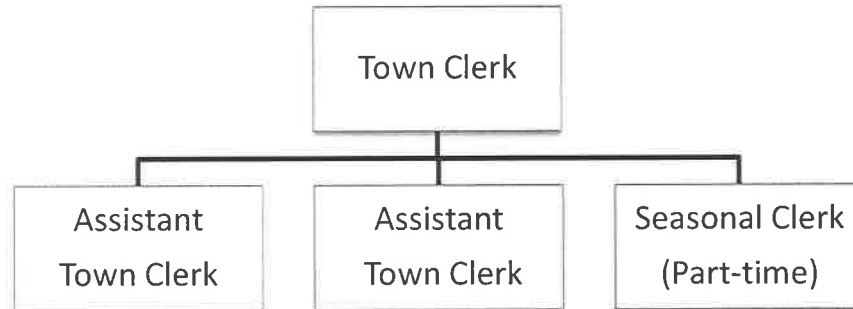 Town Clerk
Assistant
Town Clerk
Assistant
Town Clerk
Seasonal Clerk
(Part-time)